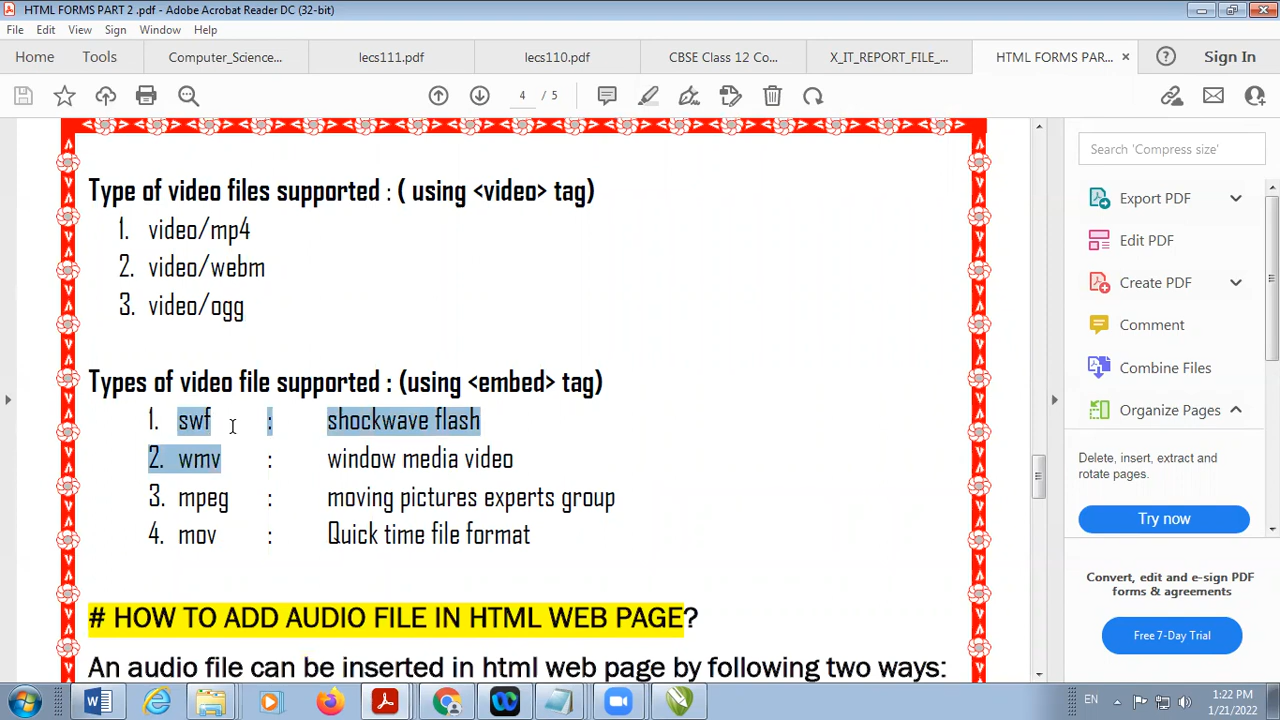 HTML FORMS PART 2 .pdf - Adobe Acrobat Reader DC (32-bit)
File Edit View Sign Window Help
Home Tools Computer_Science... lecs111.pdf lecs110.pdf CBSE Class 12 Co... X_IT_REPORT_FILE_... HTML FORMS PAR... × ? Sign In
4 / 5
Type of video files supported : ( using <video> tag)
1. video/mp4
2. video/webm
3. video/ogg
Types of video file supported : (using <embed> tag)
1. swf : shockwave flash
2. wmv : window media video
3. mpeg : moving pictures experts group
4. mov : Quick time file format
# HOW TO ADD AUDIO FILE IN HTML WEB PAGE?
An audio file can be inserted in html web page by following two ways:
Search 'Compress size'
Export PDF
Edit PDF
Create PDF
Comment
Combine Files
Organize Pages
Delete, insert, extract and
rotate pages.
Try now
Convert, edit and e-sign PDF
forms & agreements
Free 7-Day Trial
EN
1:22 PM
1/21/2022